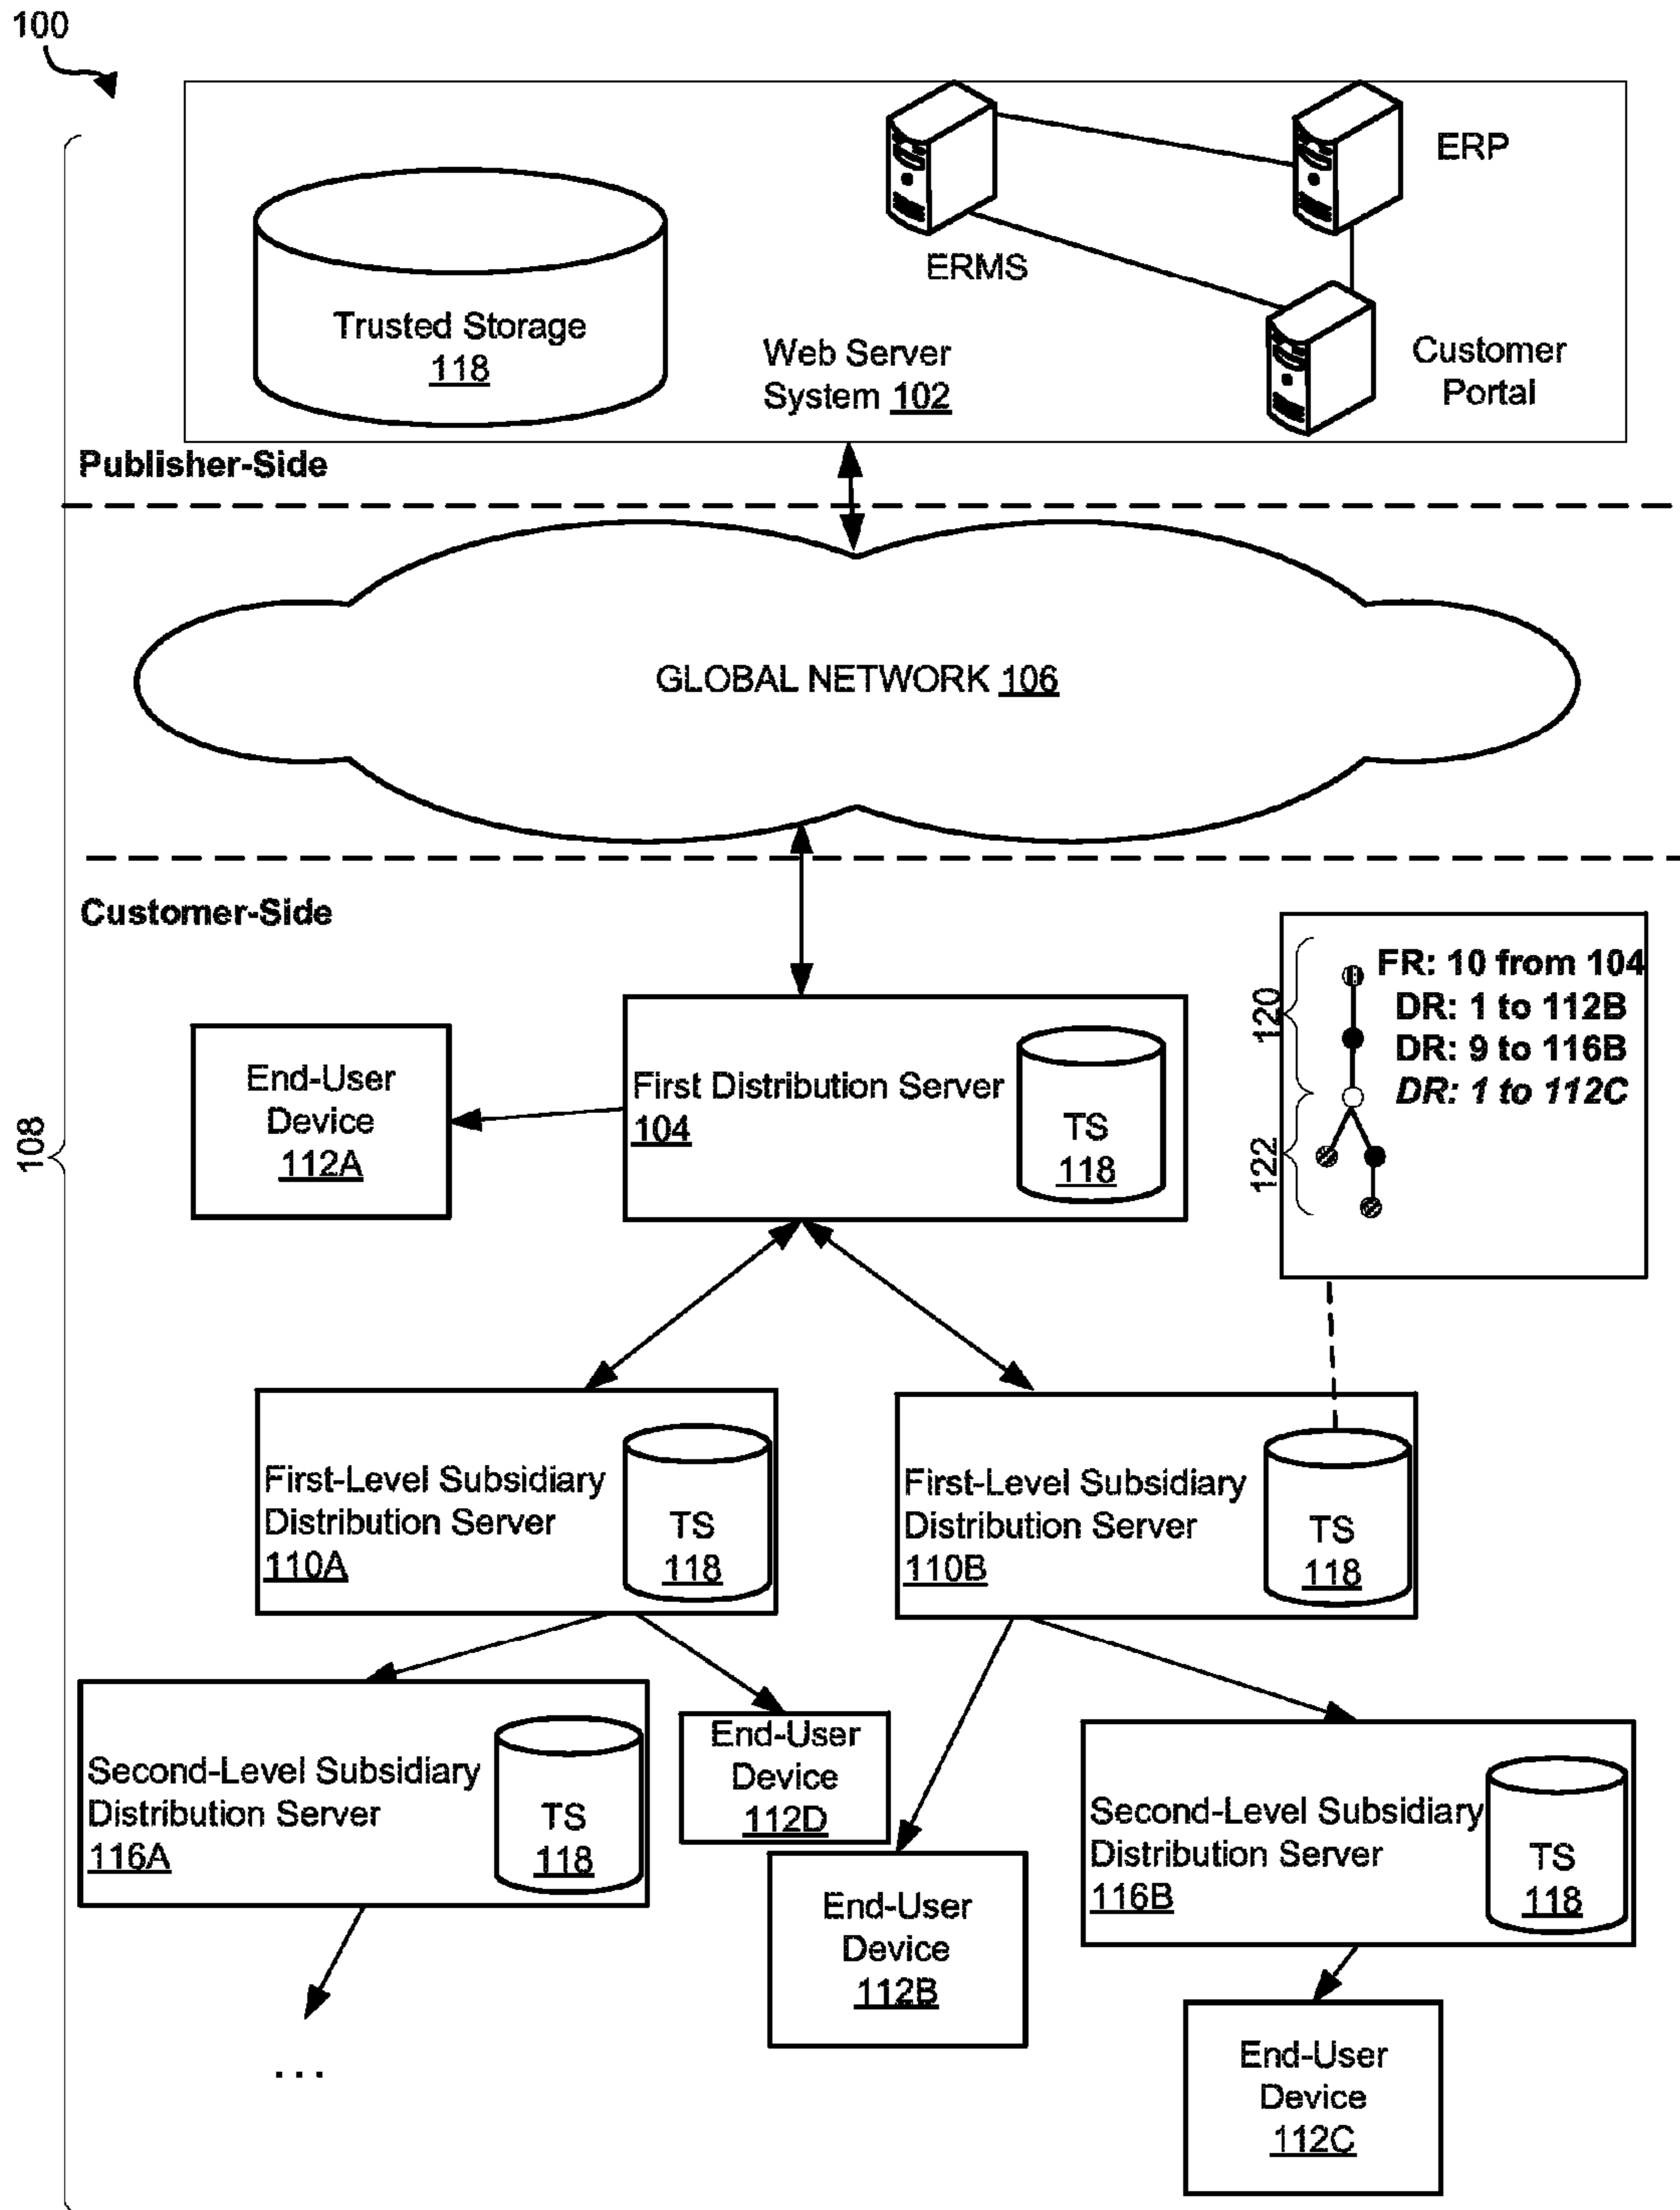 100
ERP
ERMS
Trusted Storage
118
Web Server
System 102
Customer
Portal
Publisher-Side
GLOBAL NETWORK 106
Customer-Side
108
FR: 10 from 104
DR: 1 to 112B
DR: 9 to 116B
DR: 1 to 112C
120
122
End-User
Device
112A
First Distribution Server
104
TS
118
First-Level Subsidiary
Distribution Server
110A
TS
118
First-Level Subsidiary
Distribution Server
110B
TS
118
Second-Level Subsidiary
Distribution Server
116A
TS
118
End-User
Device
112D
End-User
Device
112B
Second-Level Subsidiary
Distribution Server
116B
TS
118
...
End-User
Device
112C